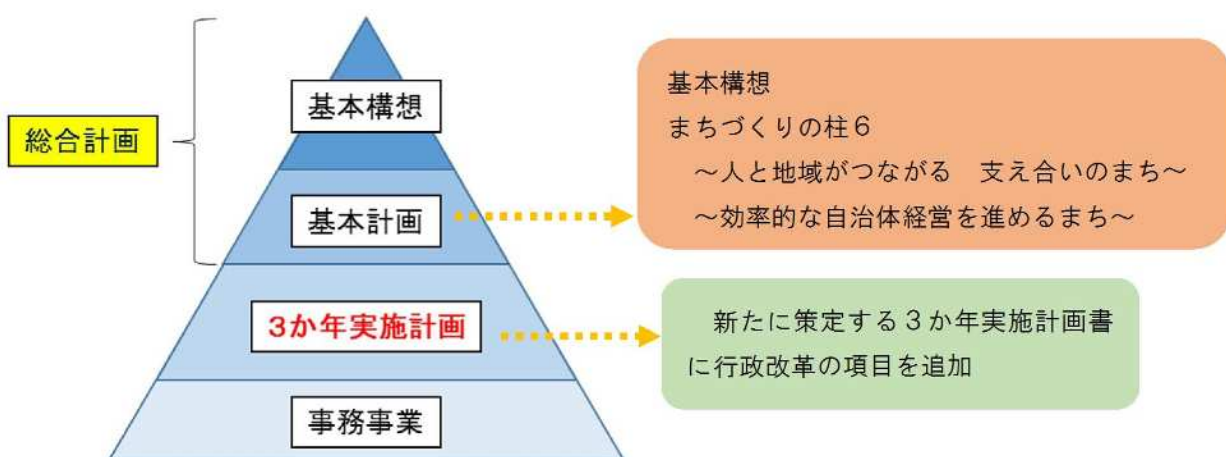 総合計画
基本構想
基本計画
3か年実施計画
事務事業
基本構想
まちづくりの柱6
～人と地域がつながる　支え合いのまち～
～効率的な自治体経営を進めるまち～
新たに策定する3か年実施計画書
に行政改革の項目を追加